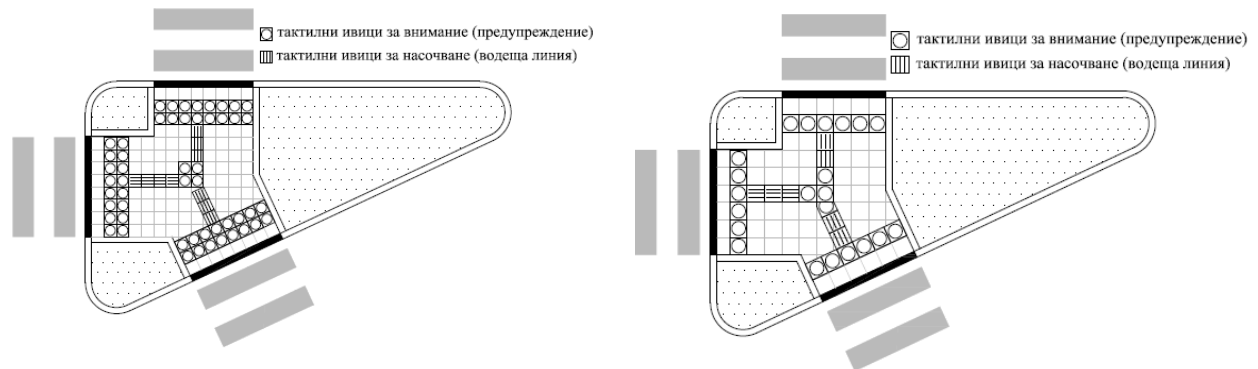 тактилни ивици за внимание (предупреждение)
тактилни ивици за насочване (водеща линия)
тактилни ивици за внимание (предупреждение)
тактилни ивици за насочване (водеща линия)